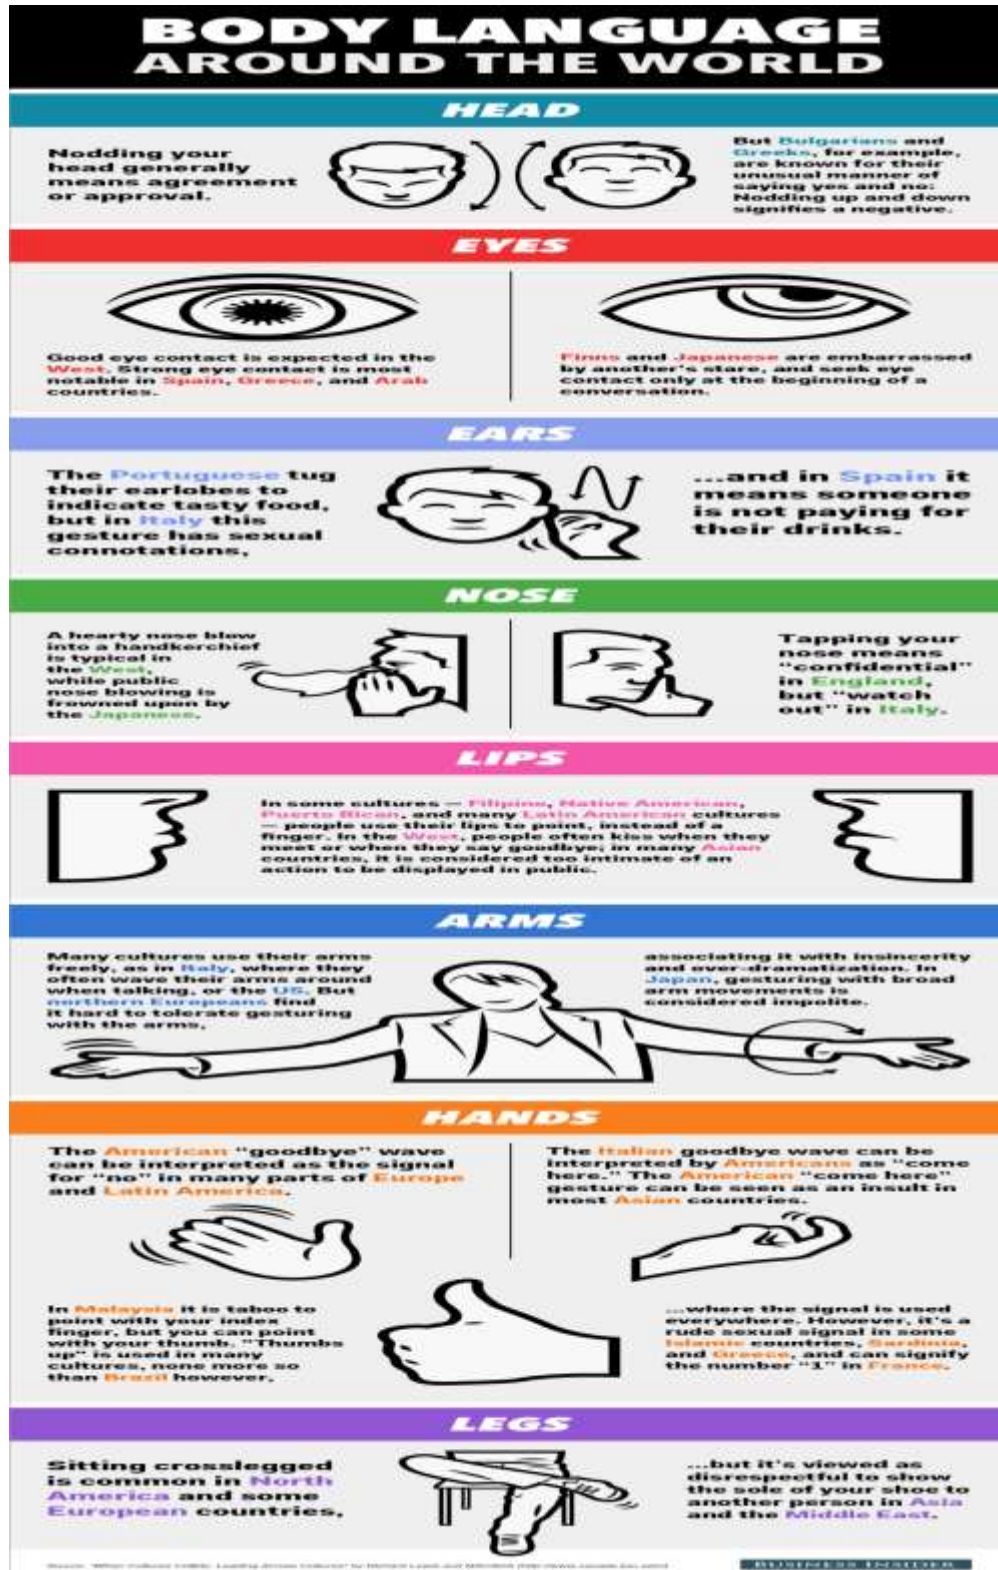 BODY LANGUAGE
AROUND THE WORLD
HEAD
Nodding your
head generally
means agreement
or approval.
But Bulgarians and
Greeks, for example,
are known for their
unusual manner of
saying yes and no:
Nodding up and down
signifies a negative.
EYES
Good eye contact is expected in the
West. Strong eye contact is most
notable in Spain, Greece, and Arab
countries.
Finns and Japanese are embarrassed
by another's stare, and seek eye
contact only at the beginning of a
conversation.
EARS
The Portuguese tug
their earlobes to
indicate tasty food,
but in Italy this
gesture has sexual
connotations,
...and in Spain it
means someone
is not paying for
their drinks.
NOSE
A hearty nose blow
into a handkerchief
is typical in
the West,
while public
nose blowing is
frowned upon by
the Japanese.
Tapping your
nose means
"confidential"
in England,
but "watch
out" in Italy.
LIPS
In some cultures — Filipino, Native American,
Puerto Rican, and many Latin American cultures
— people use their lips to point, instead of a
finger. In the West, people often kiss when they
meet or when they say goodbye; in many Asian
countries, it is considered too intimate of an
action to be displayed in public.
ARMS
Many cultures use their arms
freely, as in Italy, where they
often wave their arms around
when talking, or the US. But
northern Europeans find
it hard to tolerate gesturing
with the arms,
associating it with insincerity
and over-dramatization. In
Japan, gesturing with broad
arm movements is
considered impolite.
HANDS
The American "goodbye" wave
can be interpreted as the signal
for "no" in many parts of Europe
and Latin America.
The Italian goodbye wave can be
interpreted by Americans as "come
here." The American "come here"
gesture can be seen as an insult in
most Asian countries.
In Malaysia it is taboo to
point with your index
finger, but you can point
with your thumb. "Thumbs
up" is used in many
cultures, none more so
than Brazil however,
...where the signal is used
everywhere. However, it's a
rude sexual signal in some
Islamic countries, Sardinia,
and Greece, and can signify
the number "1" in France.
LEGS
Sitting crosslegged
is common in North
America and some
European countries,
...but it's viewed as
disrespectful to show
the sole of your shoe to
another person in Asia
and the Middle East.
Source: "When Cultures Collide: Leading Across Cultures" by Richard Lewis and
BUSINESS INSIDER